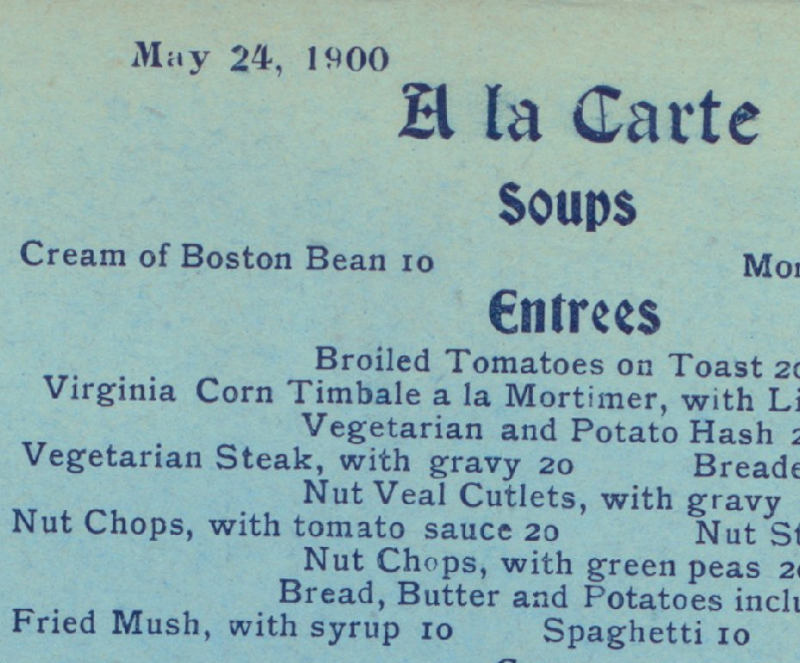 May 24, 1900
A la Carte
Soups
Cream of Boston Bean 10
Entrees
Broiled Tomatoes on Toast 20
Virginia Corn Timbale a la Mortimer, with
Vegetarian and Potato Hash
Vegetarian Steak, with gravy 20
Nut Veal Cutlets, with gravy
Nut Chops, with tomato sauce 20 Nut
Nut Chops, with green peas 20
Bread, Butter and Potatoes
Fried Mush, with syrup 10 Spaghetti 10